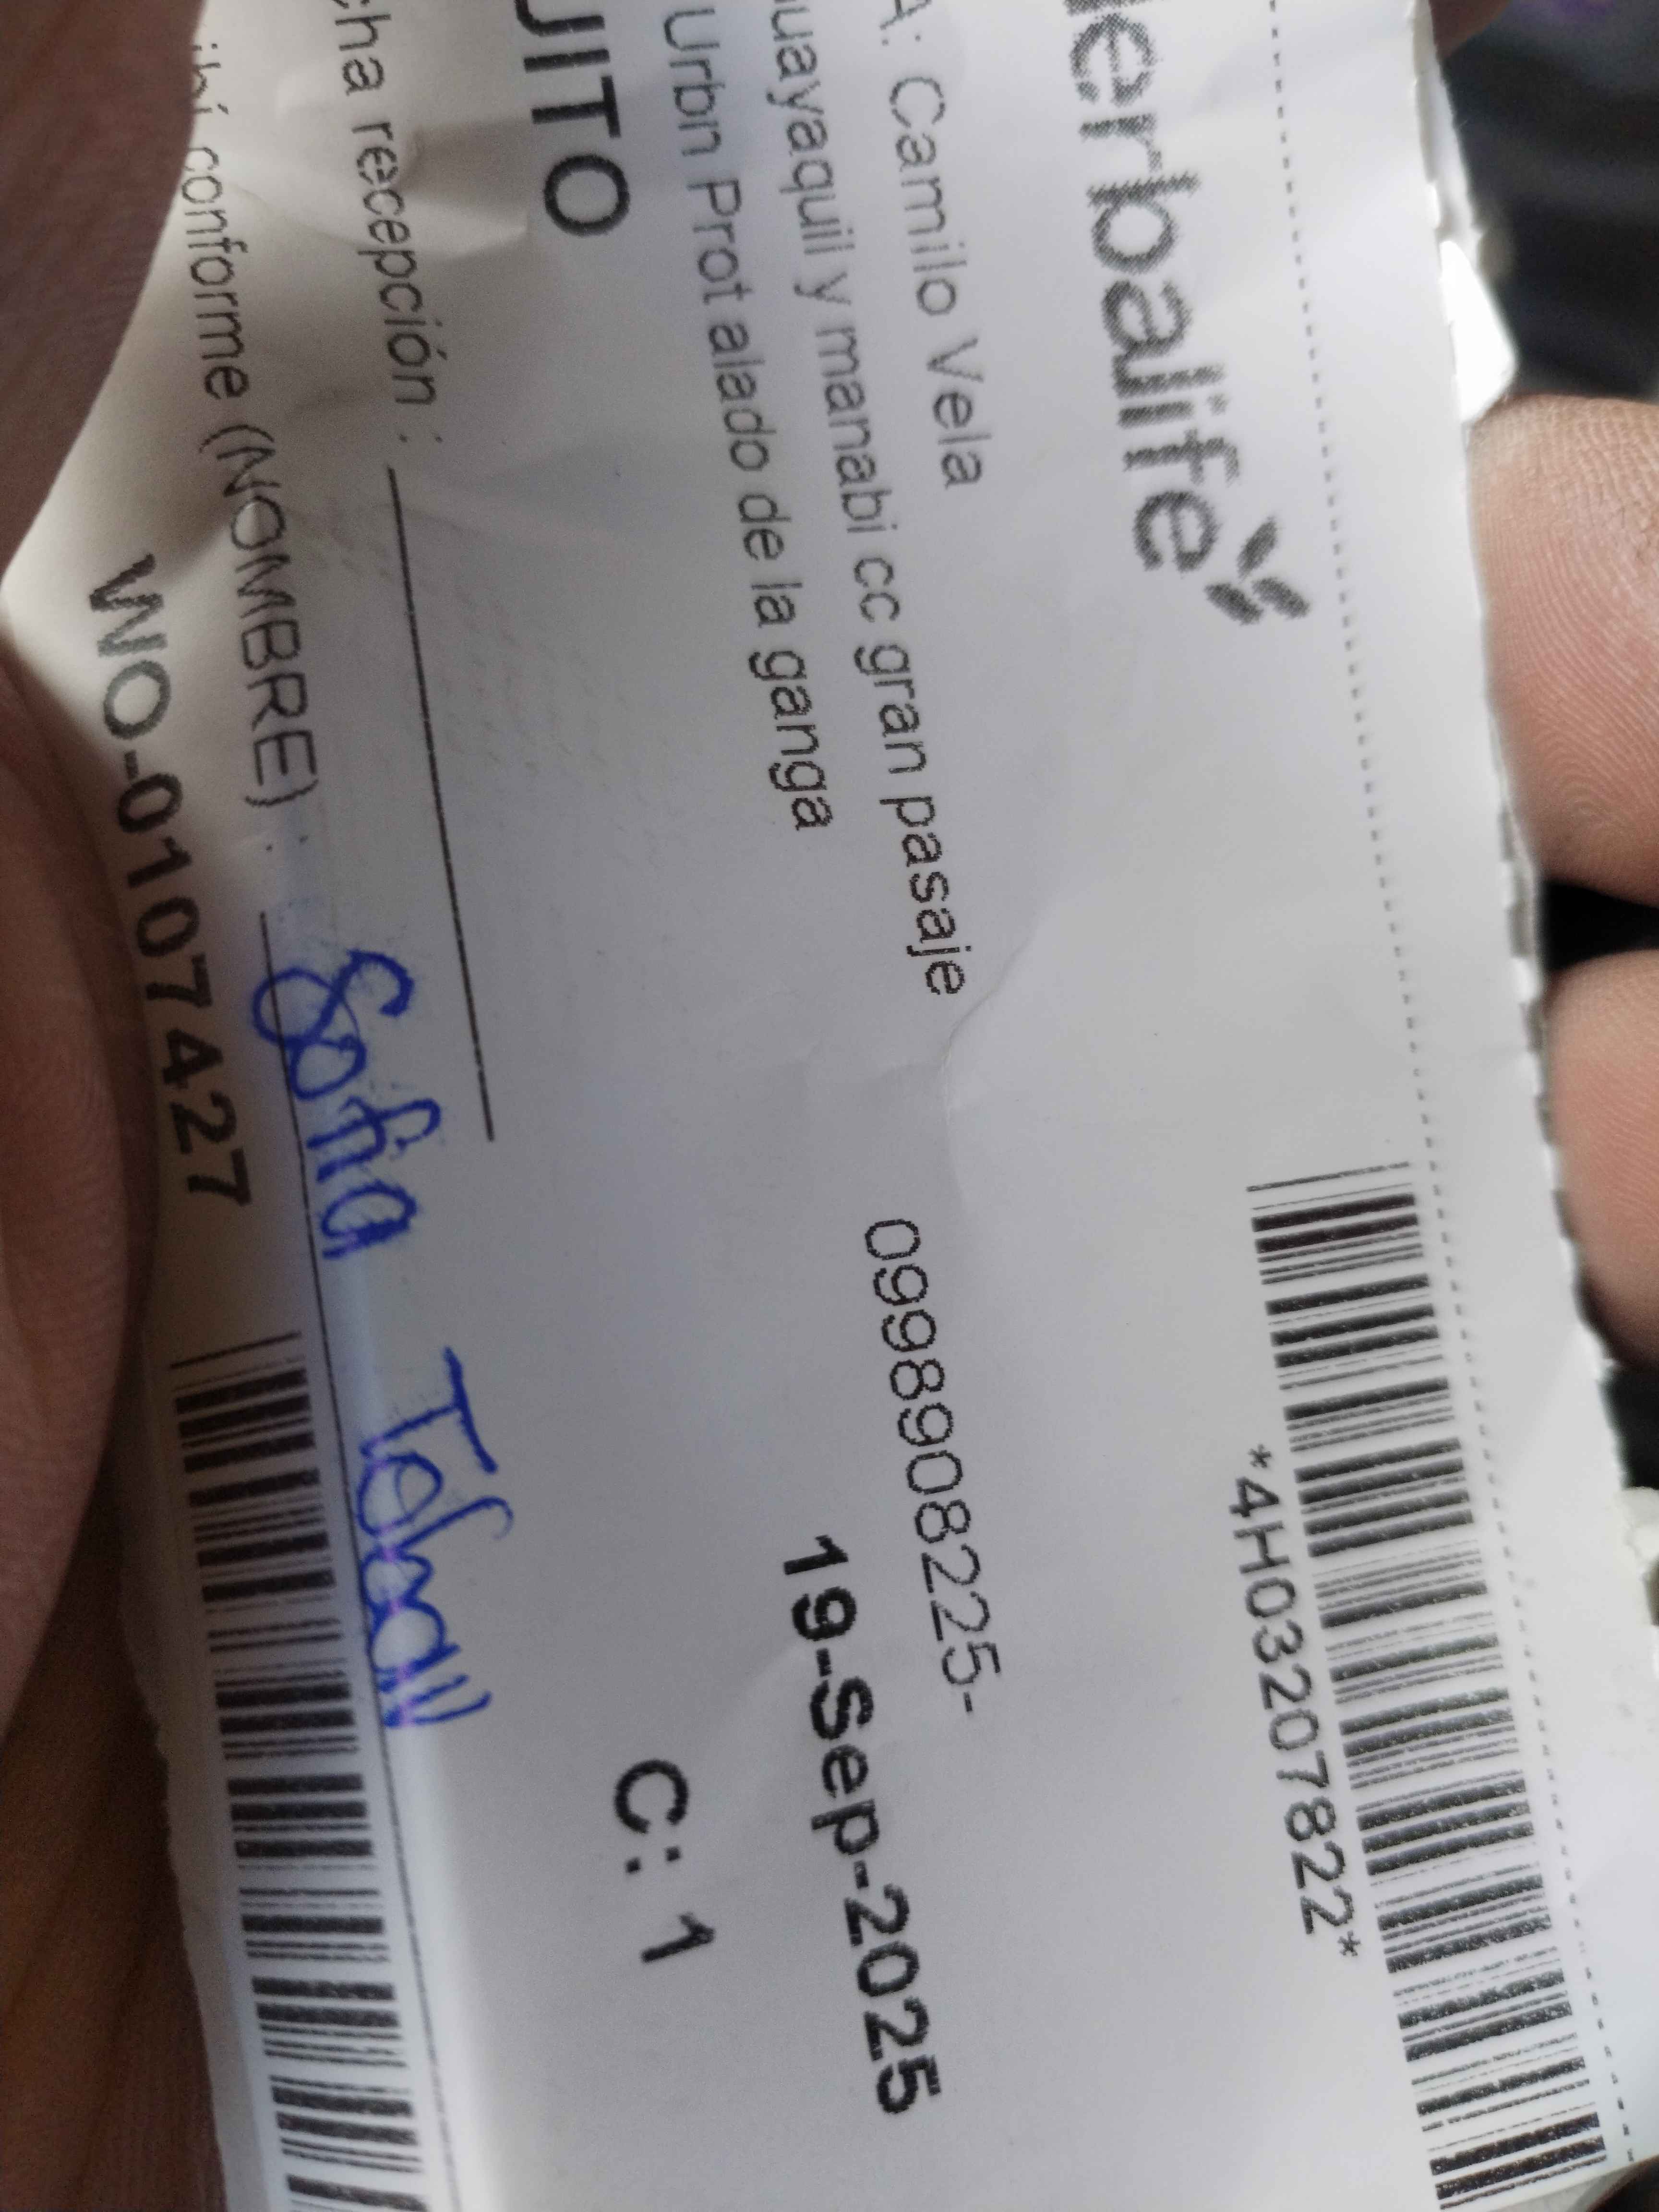 erbalife
*4H03207822*
A: Camilo Vela
uayaquil y manabi cc gran pasaje
0998908225-
Urbn Prot alado de la ganga
19-Sep-2025
UITO
C: 1
cha recepción :
ibí conforme (NOMBRE) : Sofia
WO-0107427